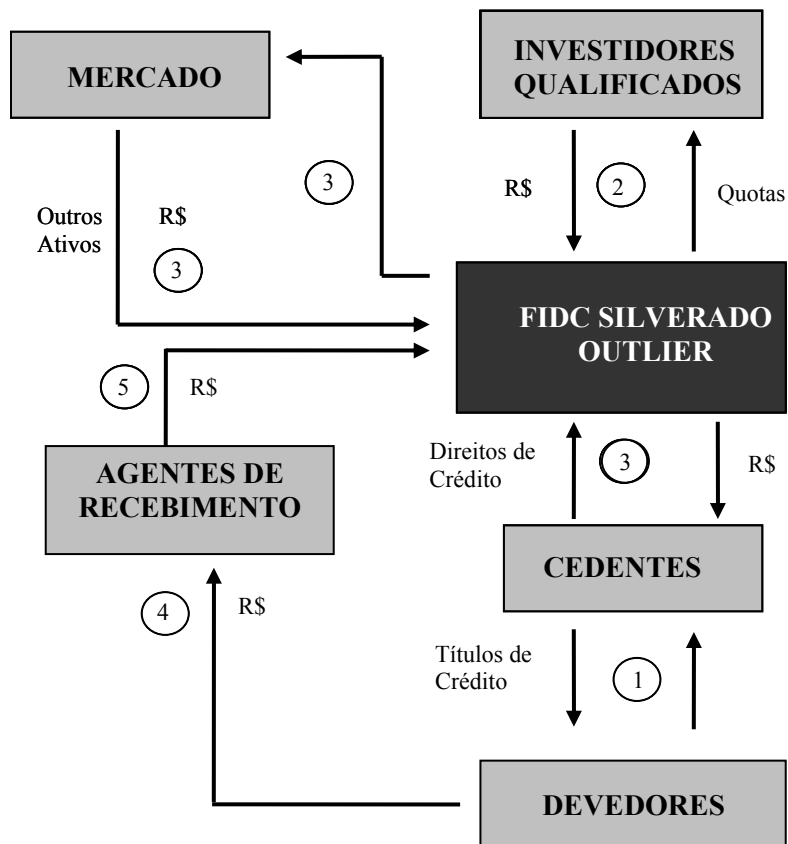 MERCADO
INVESTIDORES
QUALIFICADOS
3
R$
2
Quotas
Outros
Ativos
R$
3
FIDC SILVERADO
OUTLIER
5
R$
Direitos de
Crédito
3
R$
AGENTES DE
RECEBIMENTO
CEDENTES
4
R$
Títulos de
Crédito
1
DEVEDORES